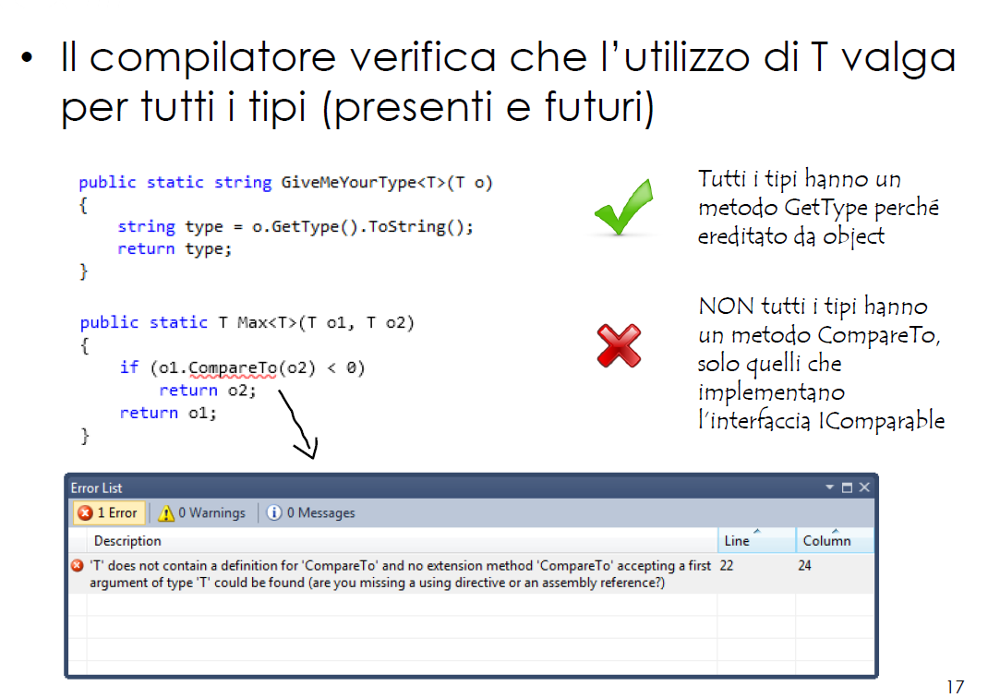 • Il compilatore verifica che l'utilizzo di T valga
per tutti i tipi (presenti e futuri)
public static string GiveMeYourType<T>(T o)
{
    string type = o.GetType().ToString();
    return type;
}
Tutti i tipi hanno un
metodo GetType perché
ereditato da object
public static T Max<T>(T o1, T o2)
{
    if (o1.CompareTo(o2) < 0)
        return o2;
    return o1;
}
NON tutti i tipi hanno
un metodo CompareTo,
solo quelli che
implementano
l'interfaccia IComparable
Error List
1 Error 0 Warnings 0 Messages
Description Line Column
'T' does not contain a definition for 'CompareTo' and no extension method 'CompareTo' accepting a first 22 24
argument of type 'T' could be found (are you missing a using directive or an assembly reference?)
17